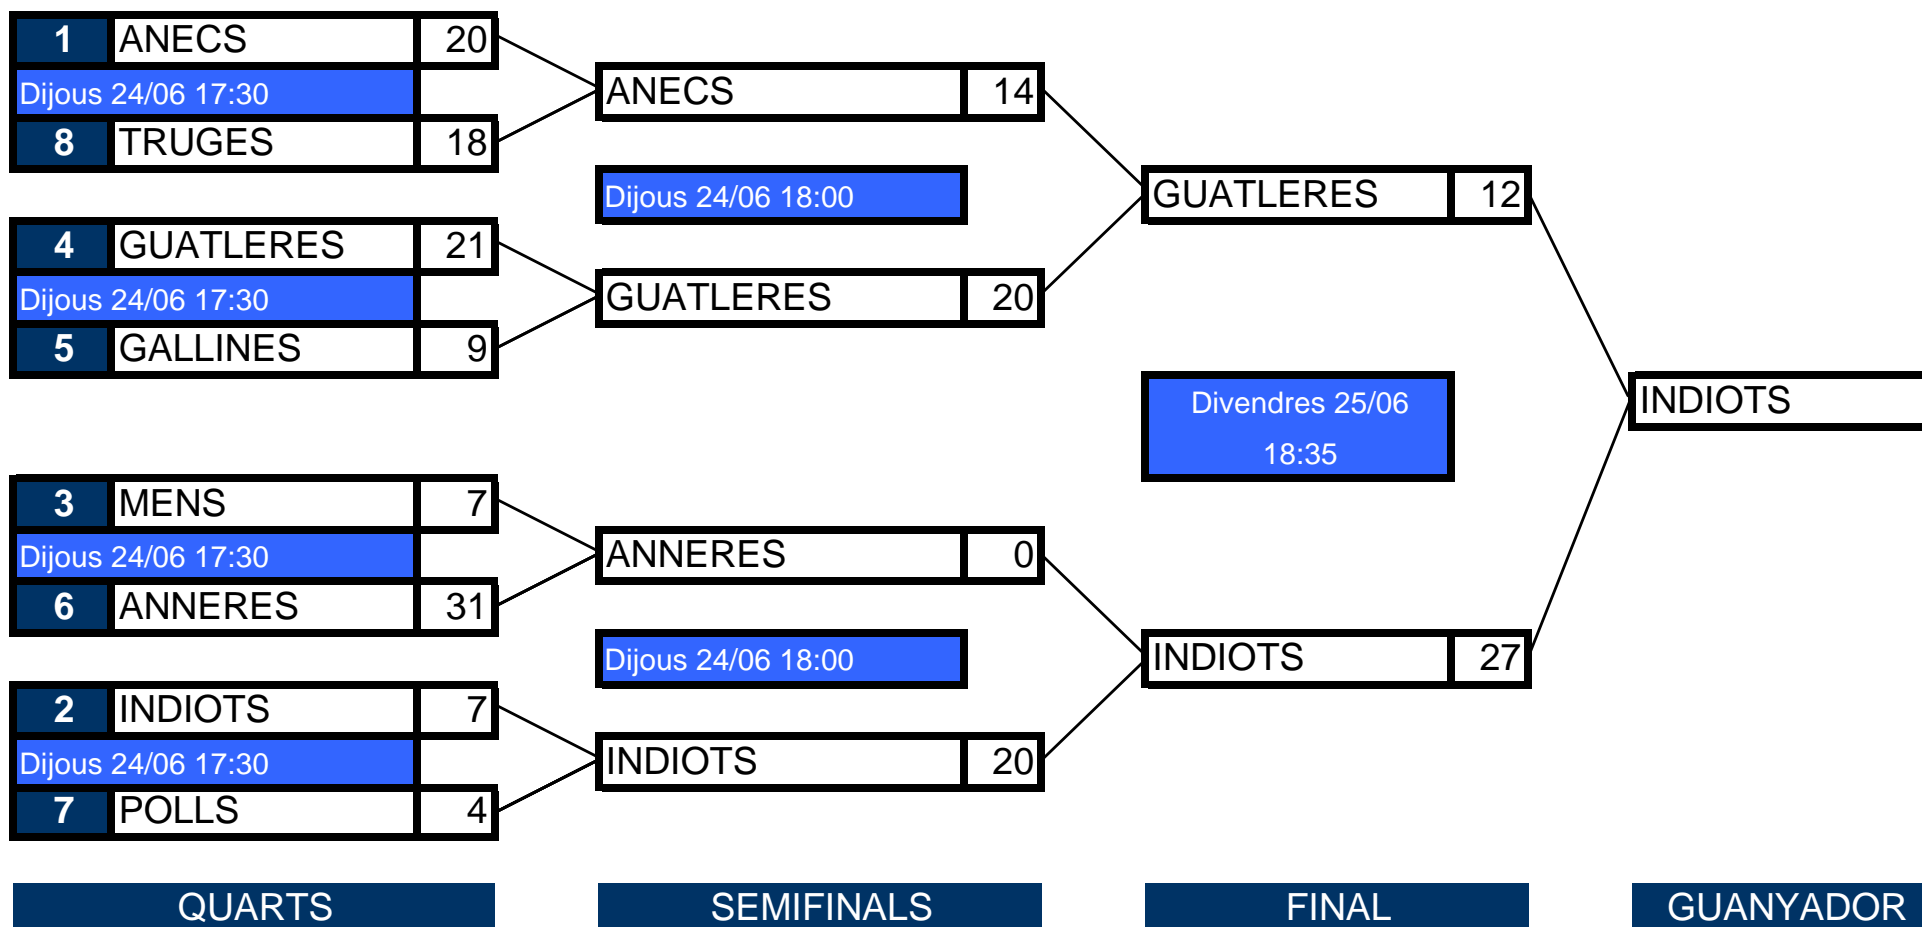 1 ANECS 20
Dijous 24/06 17:30
8 TRUGES 18
4 GUATLERES 21
Dijous 24/06 17:30
5 GALLINES 9
3 MENS 7
Dijous 24/06 17:30
6 ANNERES 31
2 INDIOTS 7
Dijous 24/06 17:30
7 POLLS 4
QUARTS
ANECS 14
Dijous 24/06 18:00
GUATLERES 20
ANNERES 0
Dijous 24/06 18:00
INDIOTS 20
SEMIFINALS
GUATLERES 12
Divendres 25/06
18:35
INDIOTS 27
FINAL
INDIOTS
GUANYADOR